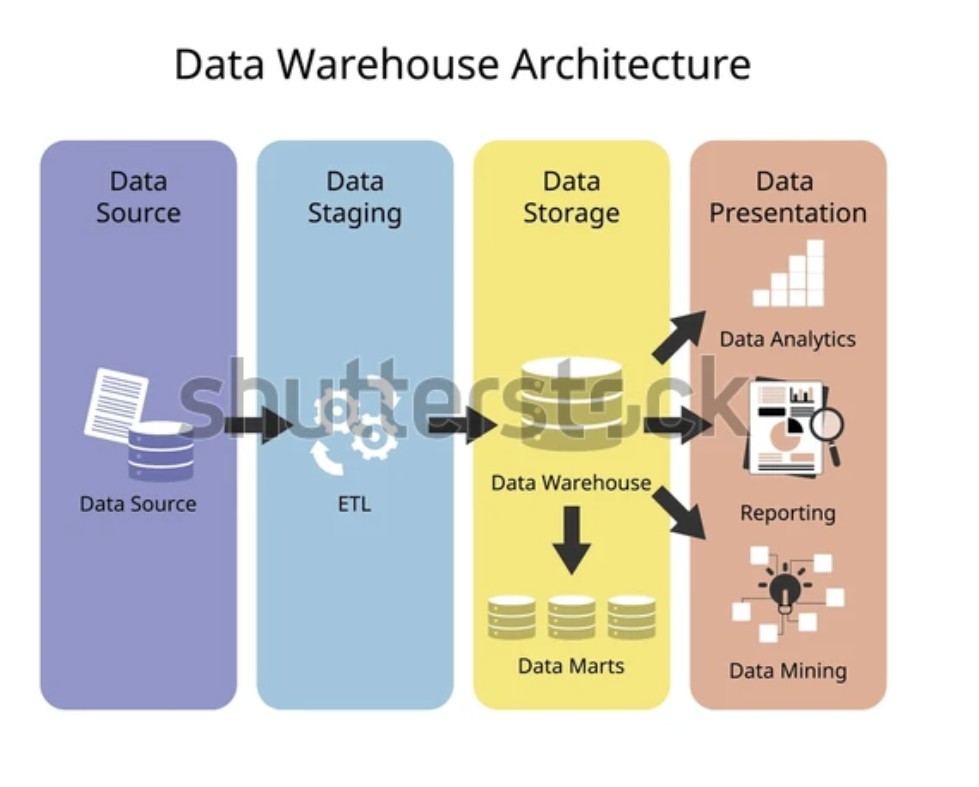 Data Warehouse Architecture
Data
Source
Data Source
Data
Staging
ETL
Data
Storage
Data Warehouse
Data Marts
Data
Presentation
Data Analytics
Reporting
Data Mining
shutterstock